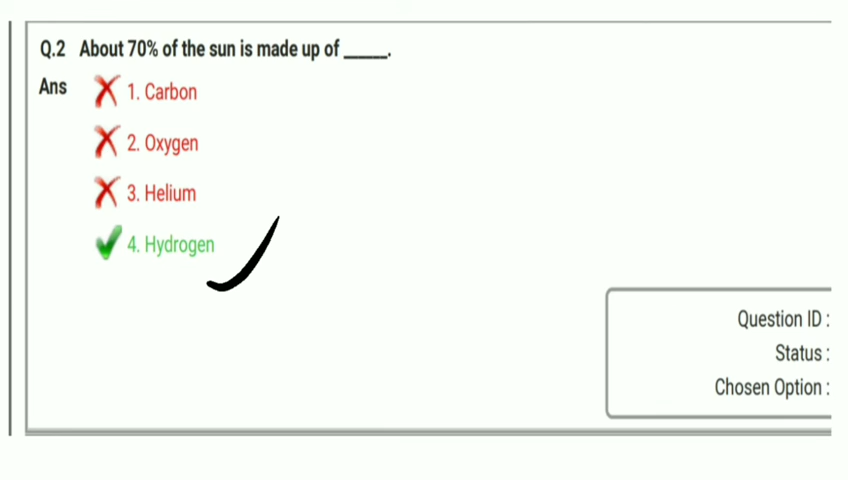 Q.2 About 70% of the sun is made up of ______.
Ans 1. Carbon
2. Oxygen
3. Helium
4. Hydrogen
Question ID :
Status :
Chosen Option :